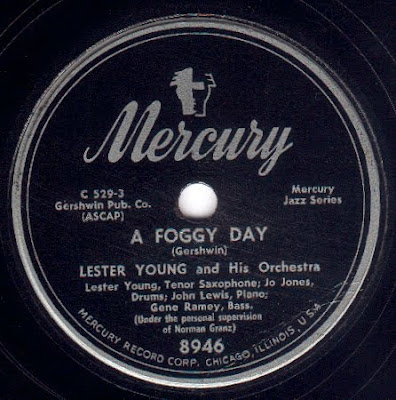 Mercury
C 529-3
Gershwin Pub. Co.
(ASCAP)
Mercury
Jazz Series
A FOGGY DAY
(Gershwin)
LESTER YOUNG and His Orchestra
Lester Young, Tenor Saxophone; Jo Jones,
Drums; John Lewis, Piano;
Gene Ramey, Bass.
(Under the personal supervision
of Norman Granz)
8946
MERCURY RECORD CORP. CHICAGO, ILLINOIS, U.S.A